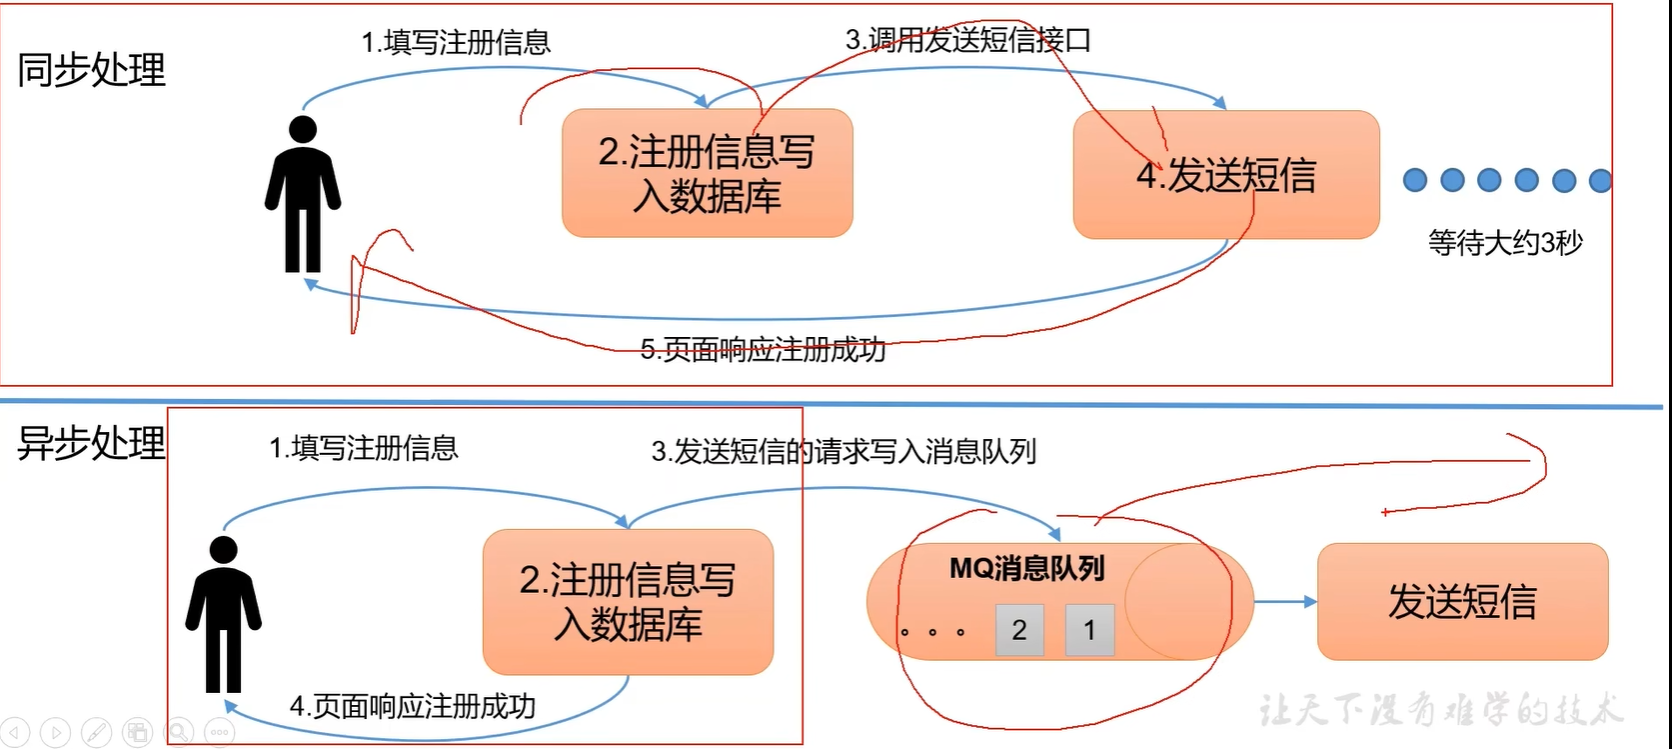 同步处理
1.填写注册信息
3.调用发送短信接口
2.注册信息写
入数据库
4.发送短信
等待大约3秒
5.页面响应注册成功
异步处理
1.填写注册信息
3.发送短信的请求写入消息队列
2.注册信息写
入数据库
MQ消息队列
。。。 2 1
发送短信
4.页面响应注册成功
让天下没有难学的技术